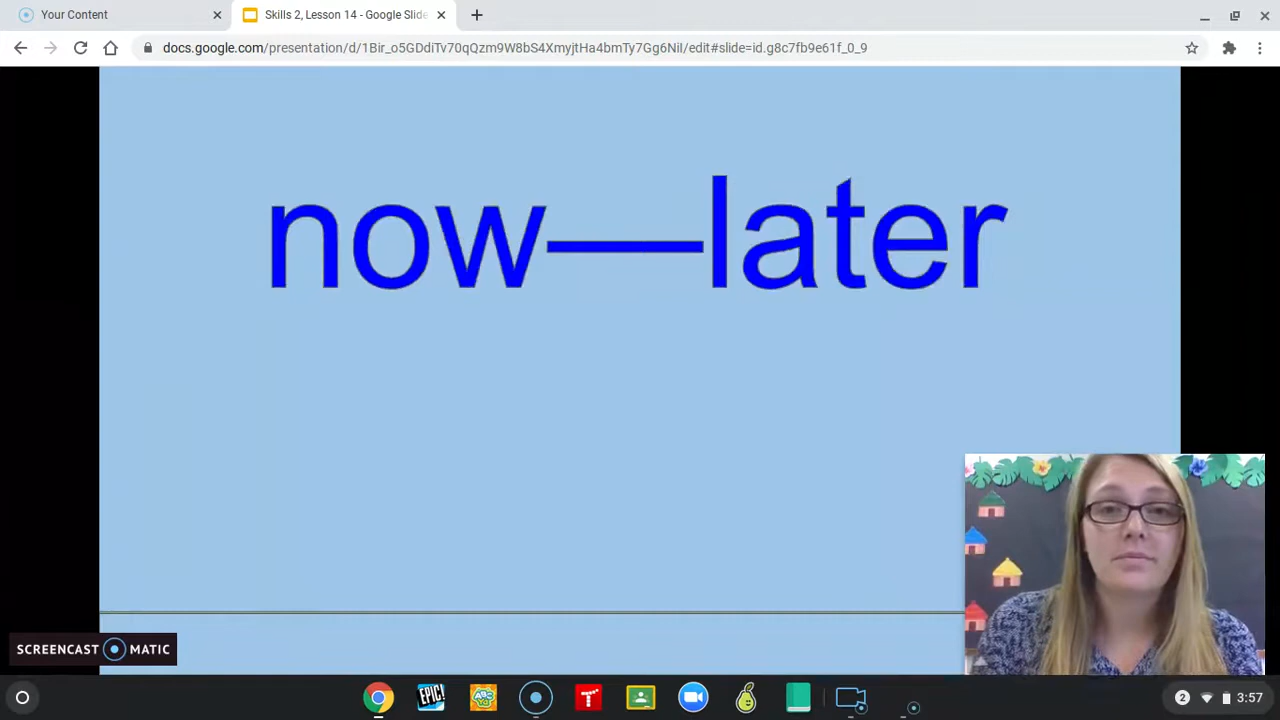 Your Content
Skills 2, Lesson 14 - Google Slide
docs.google.com/presentation/d/1Bir_o5GDdiTv70qQzm9W8bS4XmyjtHa4bmTy7Gg6NiI/edit#slide=id.g8c7fb9e61f_0_9
now—later
SCREENCAST MATIC
EPIC!
T
2
3:57